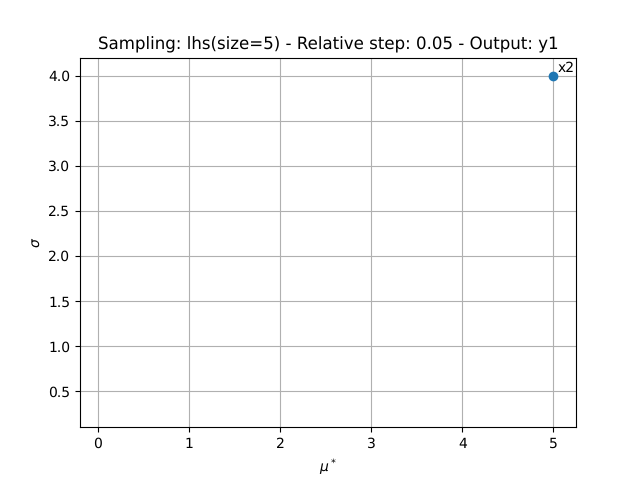 Sampling: lhs(size=5) - Relative step: 0.05 - Output: y1
x2
4.0
3.5
3.0
2.5
2.0
1.5
1.0
0.5
σ
0 1 2 3 4 5
μ*